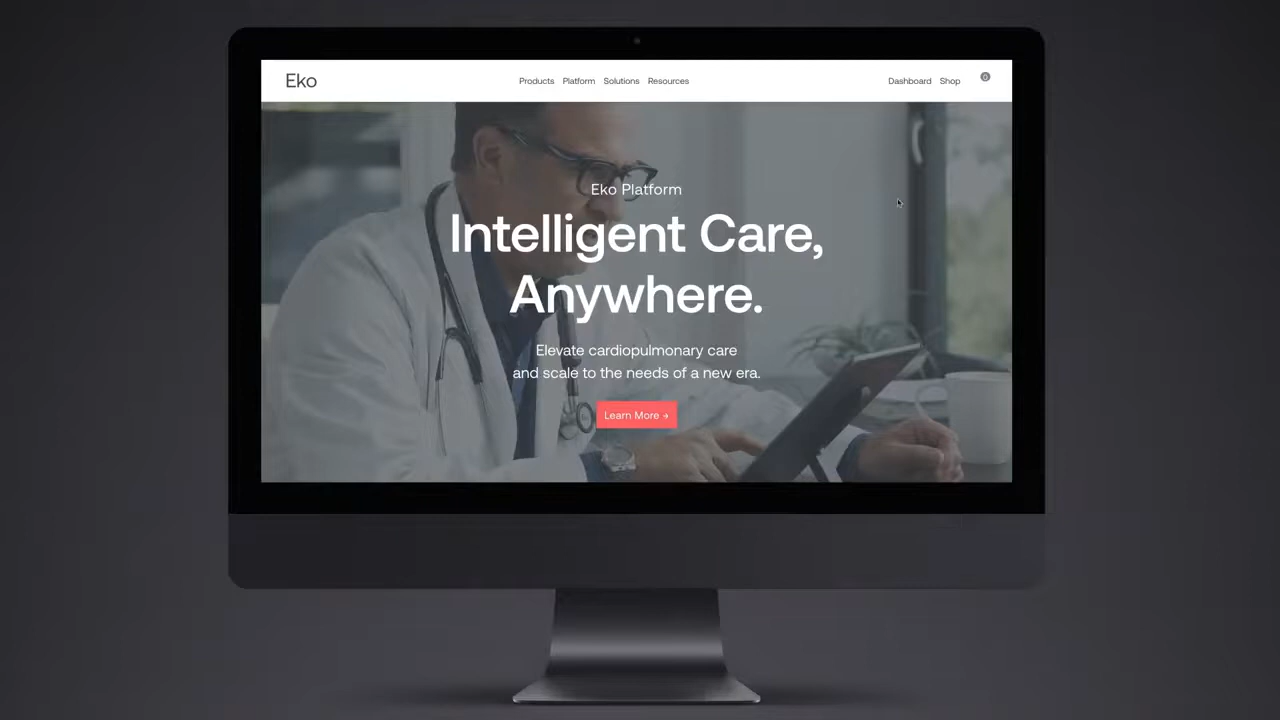 Eko
Products Platform Solutions Resources
Dashboard Shop
Eko Platform
Intelligent Care,
Anywhere.
Elevate cardiopulmonary care
and scale to the needs of a new era.
Learn More →